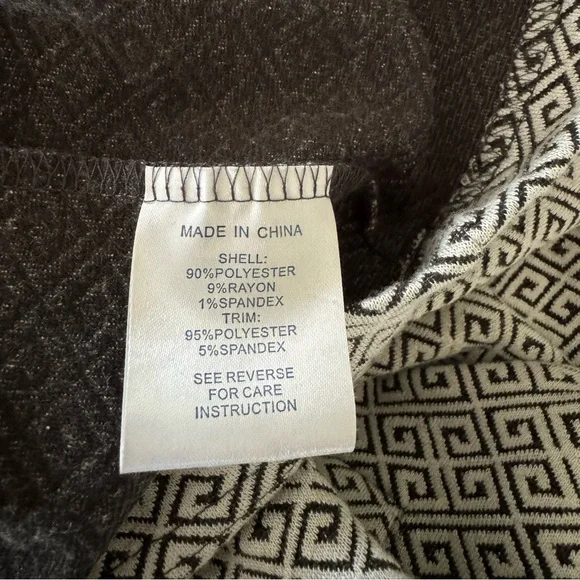 MADE IN CHINA
SHELL:
90%POLYESTER
9%RAYON
1%SPANDEX
TRIM:
95%POLYESTER
5%SPANDEX
SEE REVERSE
FOR CARE
INSTRUCTION